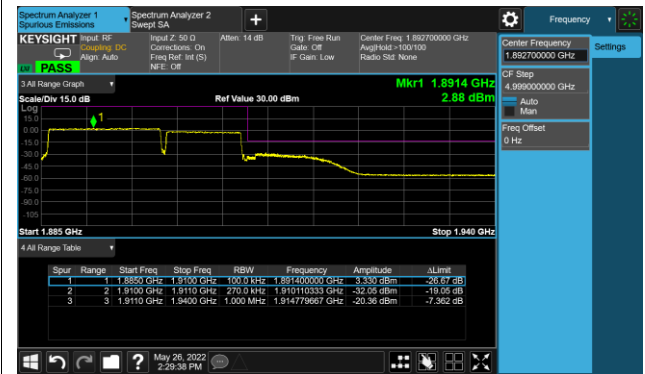 Spectrum Analyzer 1
Spurious Emissions
Spectrum Analyzer 2
Swept SA
Frequency
KEYSIGHT
Input: RF
Coupling: DC
Align: Auto
Input Z: 50 Ω
Corrections: On
Freq Ref: Int (S)
NFE: Off
Atten: 14 dB
Trig: Free Run
Gate: Off
IF Gain: Low
Center Freq: 1.892700000 GHz
Avg|Hold:>100/100
Radio Std: None
PASS
Center Frequency
1.892700000 GHz
Settings
CF Step
4.999000000 GHz
Auto
Man
Freq Offset
0 Hz
3 All Range Graph
Mkr1 1.8914 GHz
Scale/Div 15.0 dB
Ref Value 30.00 dBm
2.88 dBm
Log
15.0
0.00
-15.0
-30.0
-45.0
-60.0
-75.0
-90.0
-105
1
Start 1.885 GHz
Stop 1.940 GHz
4 All Range Table
Spur Range Start Freq Stop Freq RBW Frequency Amplitude ΔLimit
1 1 1.8850 GHz 1.9100 GHz 100.0 kHz 1.891400000 GHz 3.330 dBm -26.67 dB
2 2 1.9100 GHz 1.9110 GHz 270.0 kHz 1.910110333 GHz -32.05 dBm -19.05 dB
3 3 1.9110 GHz 1.9400 GHz 1.000 MHz 1.914779667 GHz -20.36 dBm -7.362 dB
?
May 26, 2022
2:29:38 PM